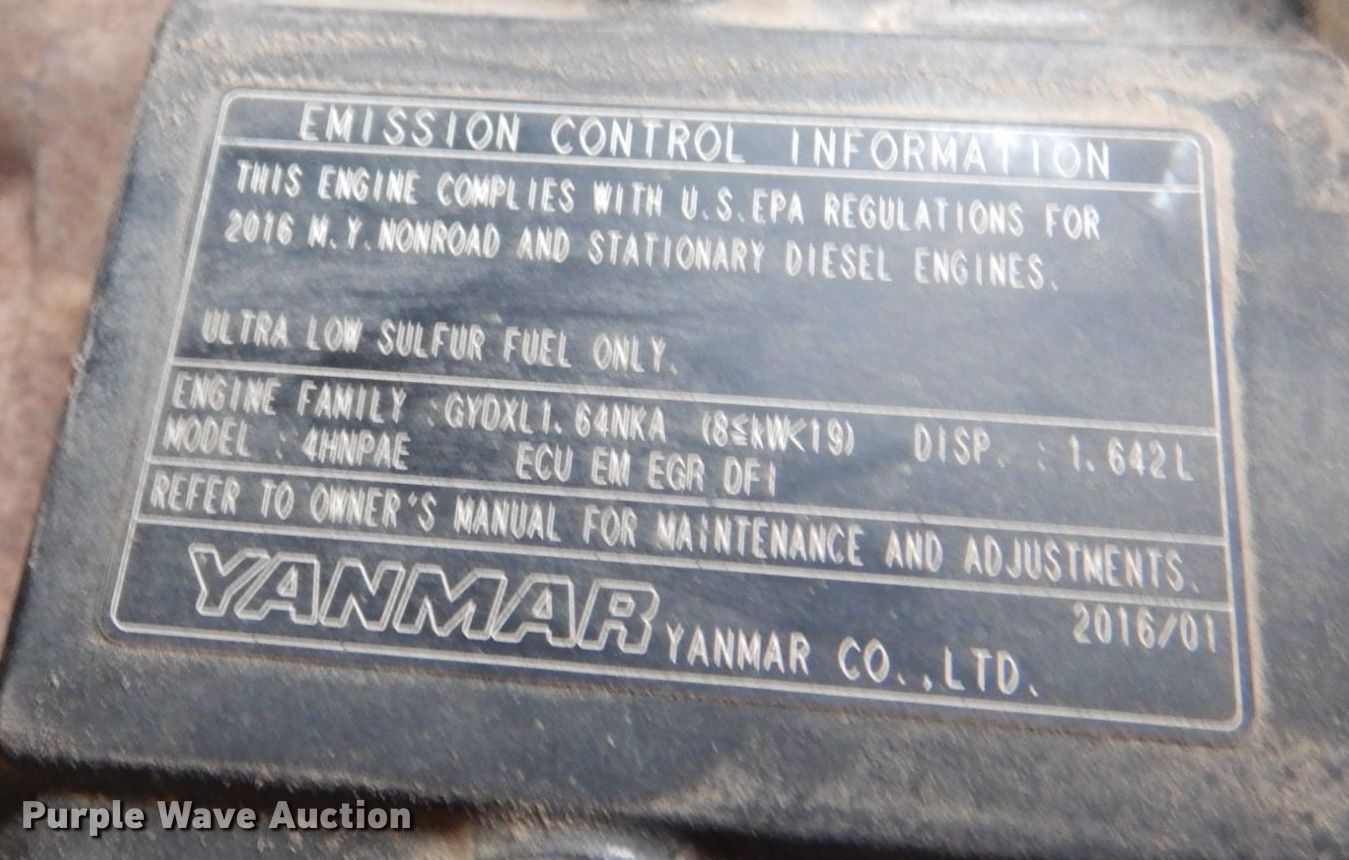 EMISSION CONTROL INFORMATION
THIS ENGINE COMPLIES WITH U.S.EPA REGULATIONS FOR
2016 M.Y.NONROAD AND STATIONARY DIESEL ENGINES.
ULTRA LOW SULFUR FUEL ONLY.
ENGINE FAMILY :GYDXL1.64NKA (8≦kW<19) DISP. :1.642L
MODEL :4HNPAE ECU EM EGR DFI
REFER TO OWNER'S MANUAL FOR MAINTENANCE AND ADJUSTMENTS.
2016/01
YANMAR YANMAR CO.,LTD.
Purple Wave Auction